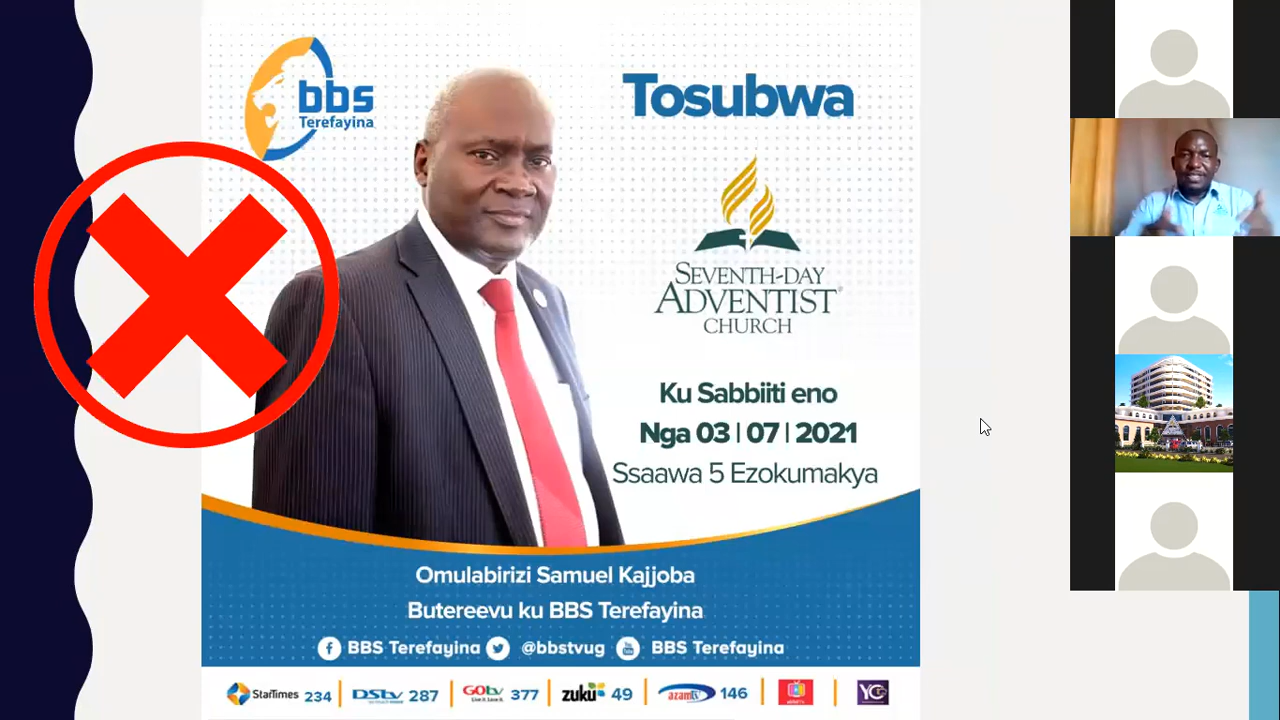 bbs
Terefayina
Tosubwa
SEVENTH-DAY
ADVENTIST®
CHURCH
Ku Sabbiiti eno
Nga 03 | 07 | 2021
Ssaawa 5 Ezokumakya
Omulabirizi Samuel Kajjoba
Butereevu ku BBS Terefayina
BBS Terefayina @bbstvug BBS Terefayina
StarTimes 234 DStv 287 GOtv 377 zuku 49 azam tv 146